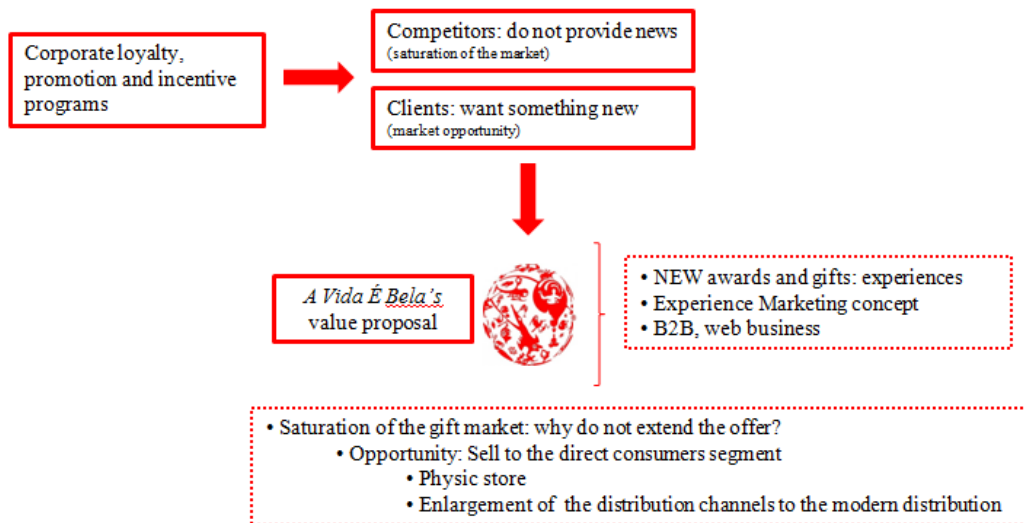 Corporate loyalty,
promotion and incentive
programs
Competitors: do not provide news
(saturation of the market)
Clients: want something new
(market opportunity)
A Vida É Bela's
value proposal
• NEW awards and gifts: experiences
• Experience Marketing concept
• B2B, web business
• Saturation of the gift market: why do not extend the offer?
• Opportunity: Sell to the direct consumers segment
• Physic store
• Enlargement of the distribution channels to the modern distribution